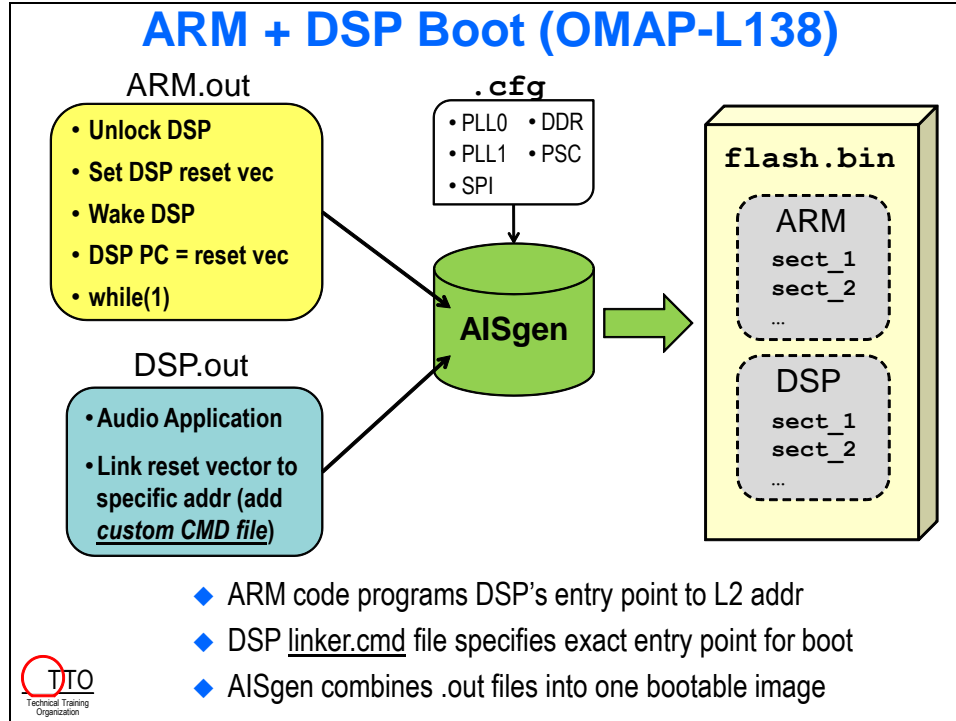 ARM + DSP Boot (OMAP-L138)
ARM.out
• Unlock DSP
• Set DSP reset vec
• Wake DSP
• DSP PC = reset vec
• while(1)
DSP.out
• Audio Application
• Link reset vector to
specific addr (add
custom CMD file)
.cfg
• PLL0 • DDR
• PLL1 • PSC
• SPI
AISgen
flash.bin
ARM
sect_1
sect_2
…
DSP
sect_1
sect_2
…
◆ ARM code programs DSP’s entry point to L2 addr
◆ DSP linker.cmd file specifies exact entry point for boot
◆ AISgen combines .out files into one bootable image
TTO
Technical Training
Organization